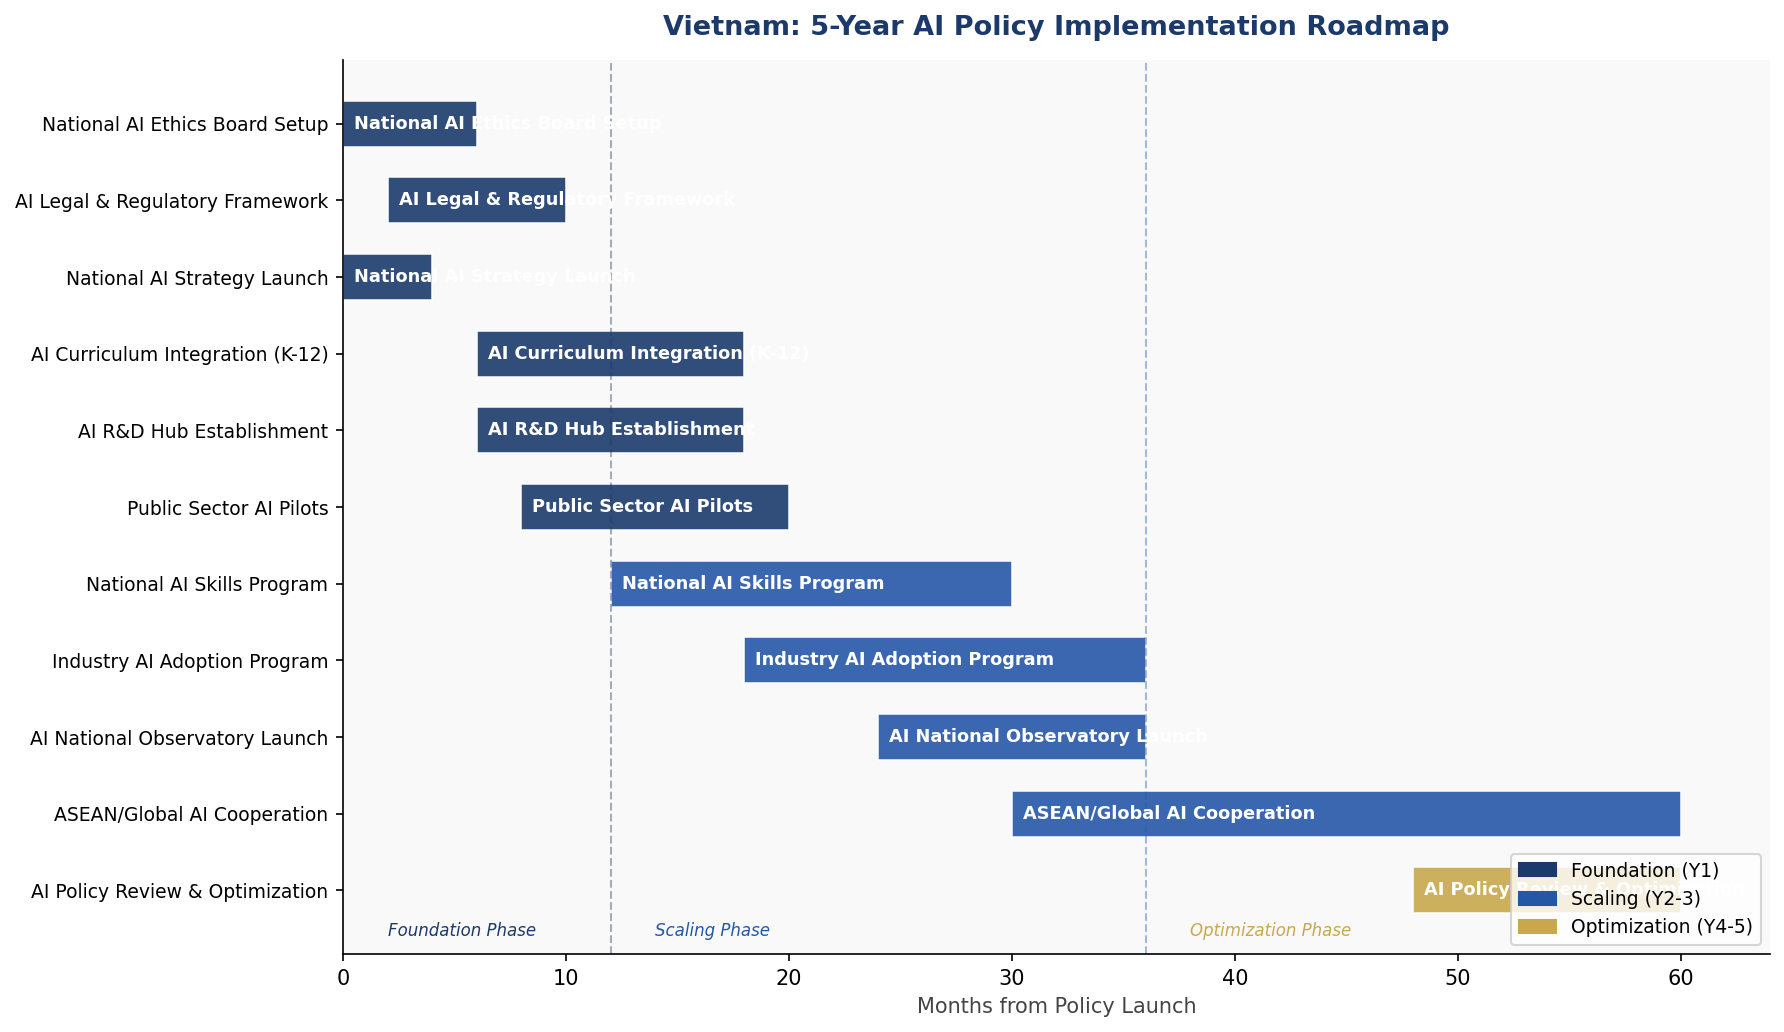 Vietnam: 5-Year AI Policy Implementation Roadmap
National AI Ethics Board Setup
National AI Ethics Board Setup
AI Legal & Regulatory Framework
AI Legal & Regulatory Framework
National AI Strategy Launch
National AI Strategy Launch
AI Curriculum Integration (K-12)
AI Curriculum Integration (K-12)
AI R&D Hub Establishment
AI R&D Hub Establishment
Public Sector AI Pilots
Public Sector AI Pilots
National AI Skills Program
National AI Skills Program
Industry AI Adoption Program
Industry AI Adoption Program
AI National Observatory Launch
AI National Observatory Launch
ASEAN/Global AI Cooperation
ASEAN/Global AI Cooperation
AI Policy Review & Optimization
AI Policy Review &
Foundation (Y1)
Scaling (Y2-3)
Optimization (Y4-5)
Foundation Phase
Scaling Phase
Optimization Phase
0 10 20 30 40 50 60
Months from Policy Launch